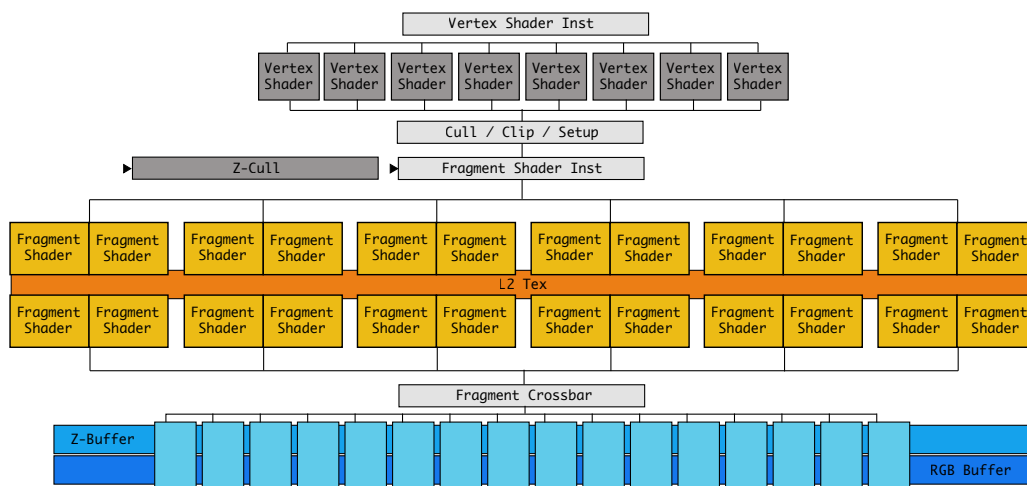 Vertex Shader Inst
Vertex Vertex Vertex Vertex Vertex Vertex Vertex Vertex
Shader Shader Shader Shader Shader Shader Shader Shader
Cull / Clip / Setup
Z-Cull
Fragment Shader Inst
Fragment Fragment Fragment Fragment Fragment Fragment Fragment Fragment Fragment Fragment Fragment Fragment
Shader Shader Shader Shader Shader Shader Shader Shader Shader Shader Shader Shader
L2 Tex
Fragment Fragment Fragment Fragment Fragment Fragment Fragment Fragment Fragment Fragment Fragment Fragment
Shader Shader Shader Shader Shader Shader Shader Shader Shader Shader Shader Shader
Fragment Crossbar
Z-Buffer
RGB Buffer